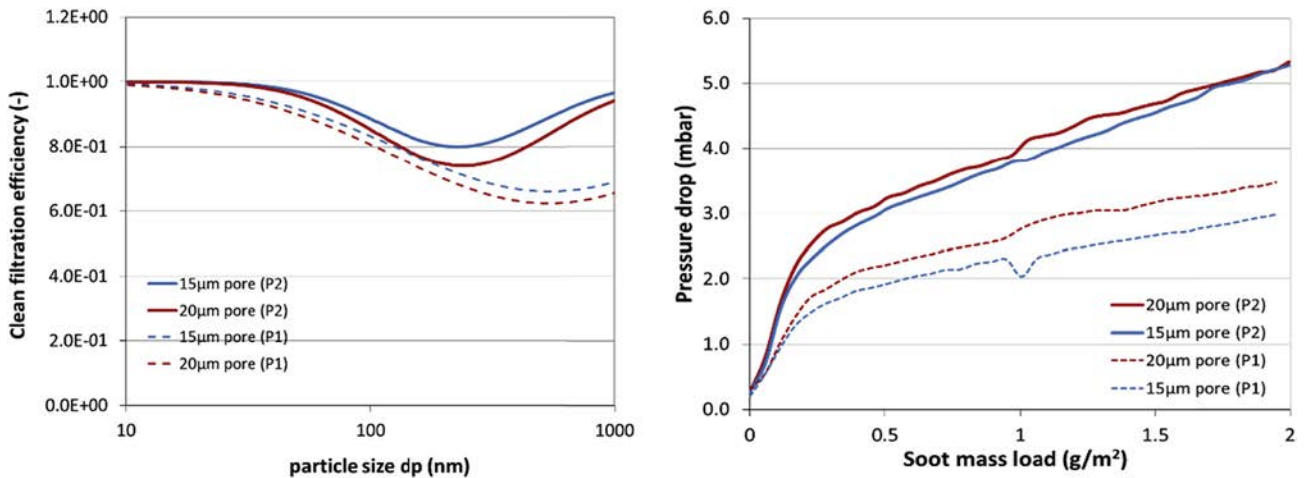 1.2E+00
1.0E+00
8.0E-01
6.0E-01
4.0E-01
2.0E-01
0.0E+00
Clean filtration efficiency (-)
15µm pore (P2)
20µm pore (P2)
15µm pore (P1)
20µm pore (P1)
10 100 1000
particle size dp (nm)
6.0
5.0
4.0
3.0
2.0
1.0
0.0
Pressure drop (mbar)
20µm pore (P2)
15µm pore (P2)
20µm pore (P1)
15µm pore (P1)
0 0.5 1 1.5 2
Soot mass load (g/m²)